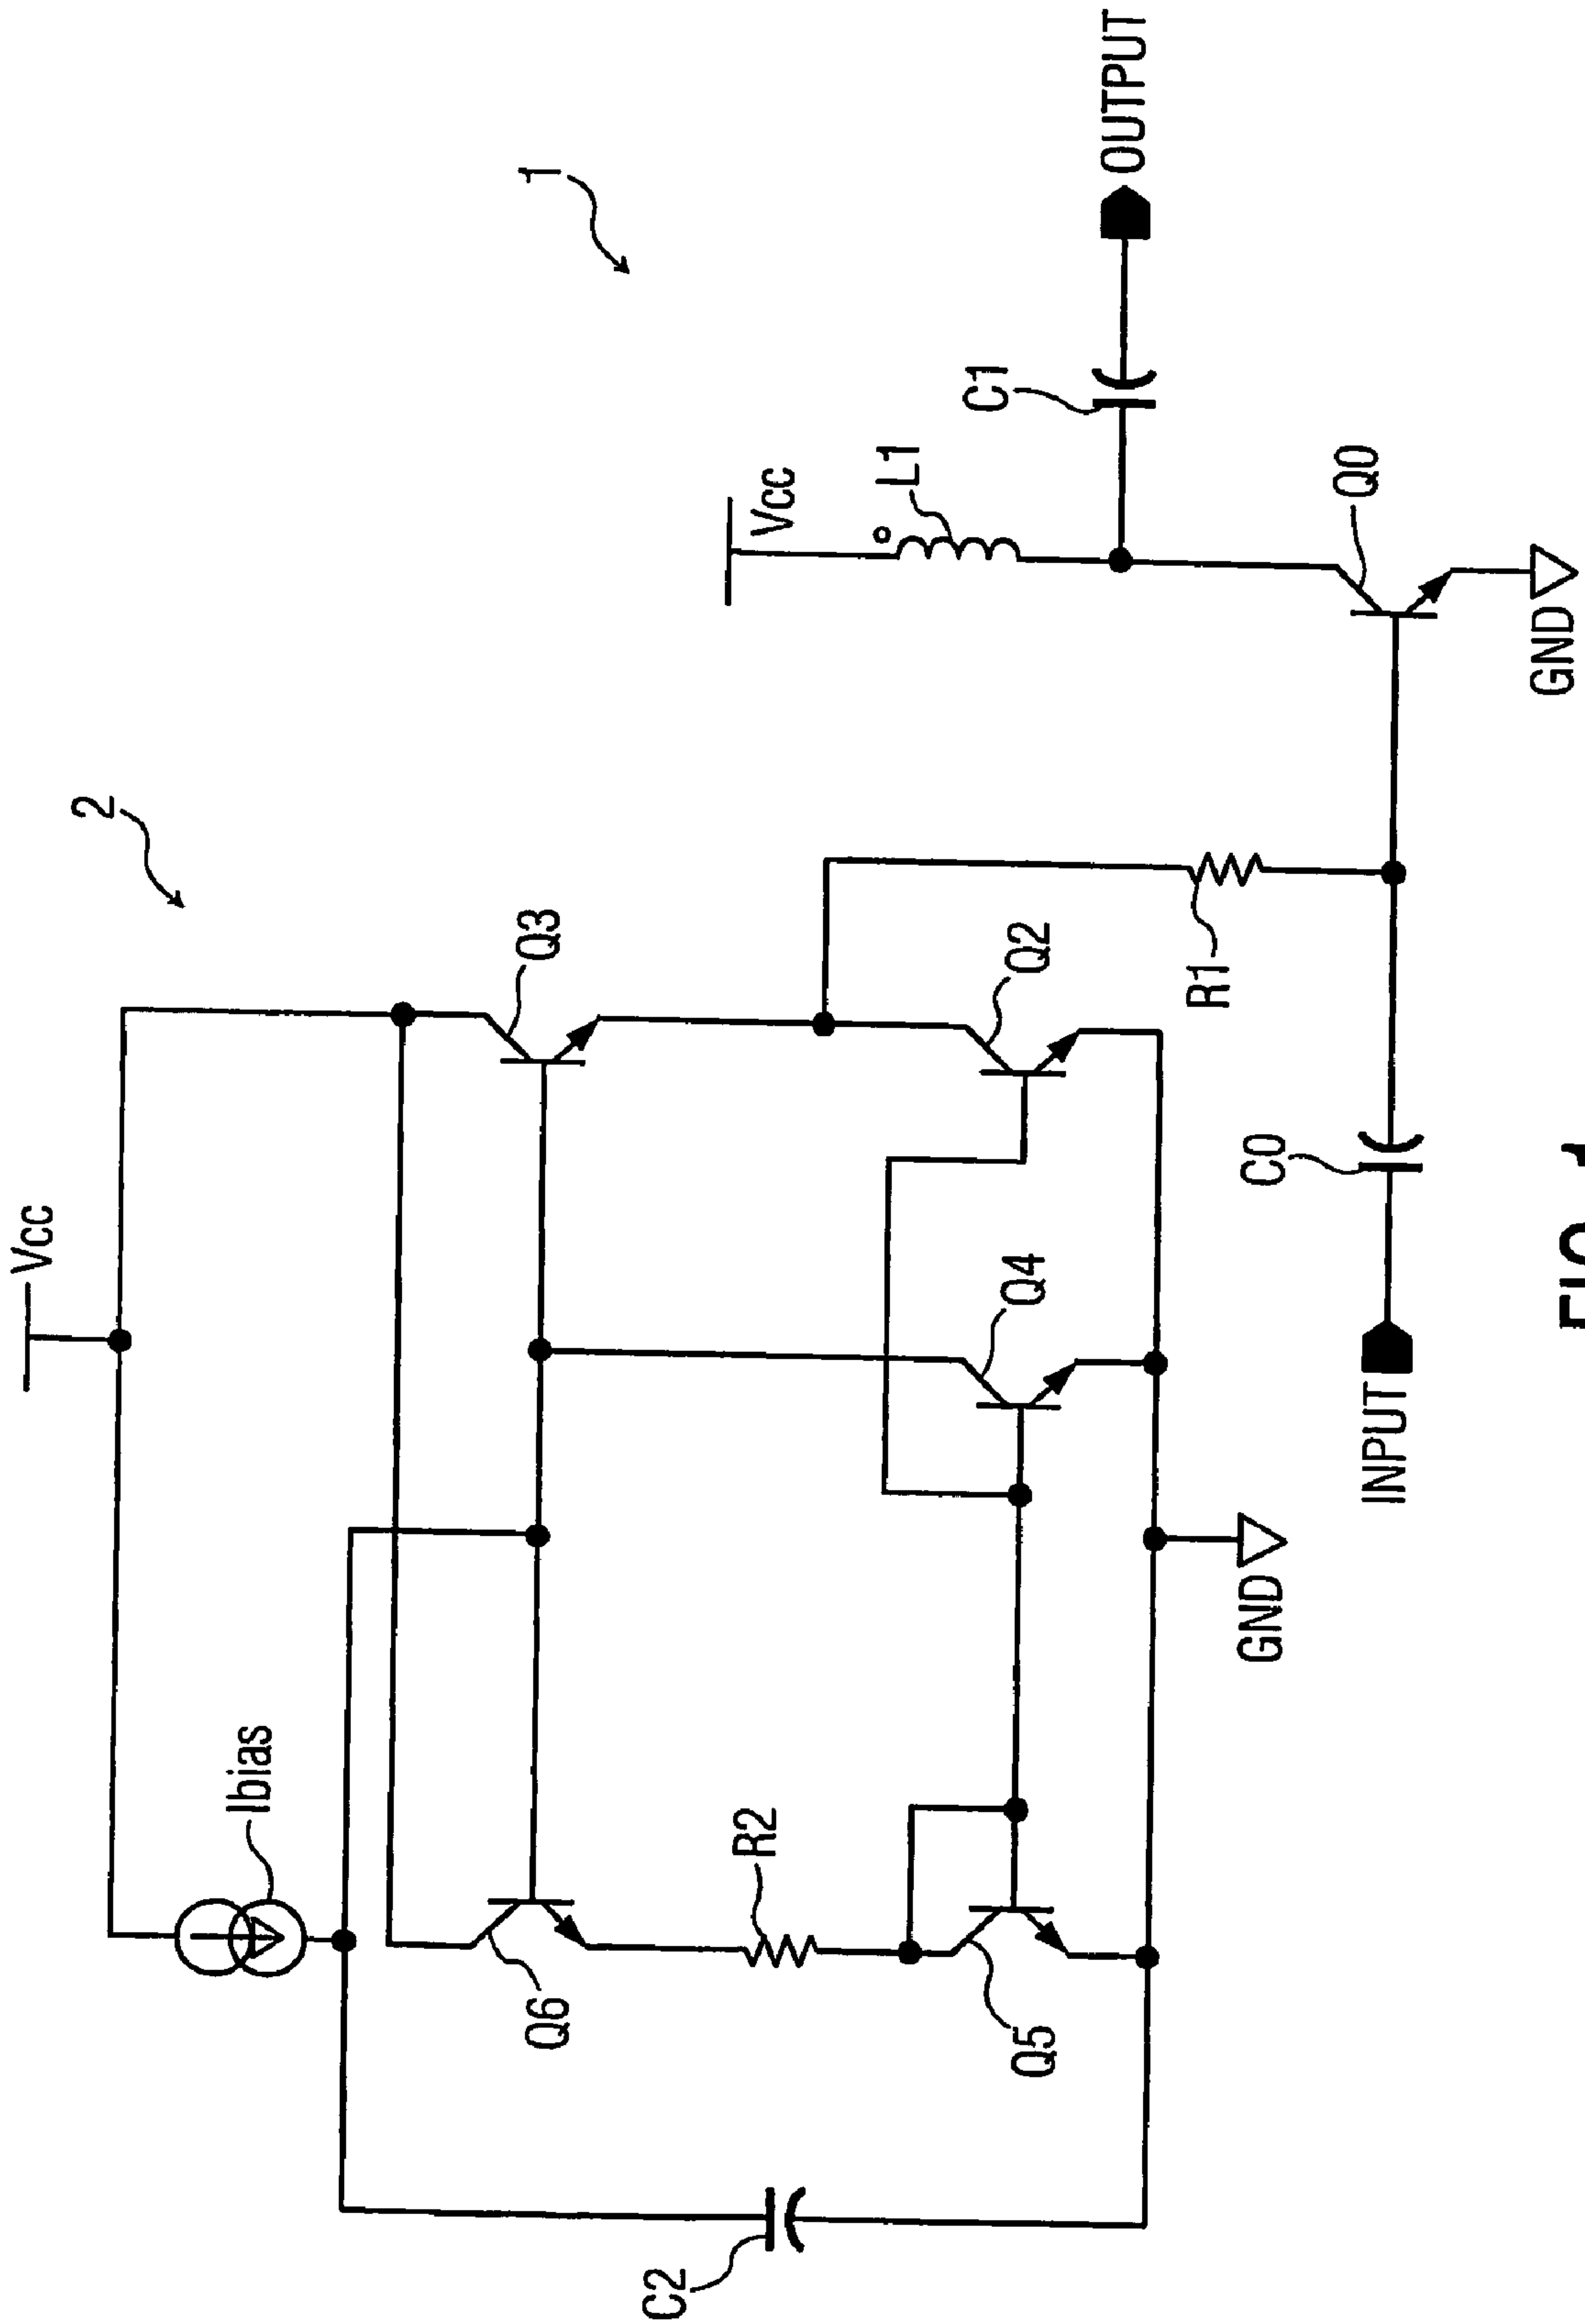 Vcc
Ibias
2
1
Q3
Q6
R2
C2
Q5
Q4
Q2
GND
R1
Vcc
L1
C1
OUTPUT
Q0
C0
INPUT
GND